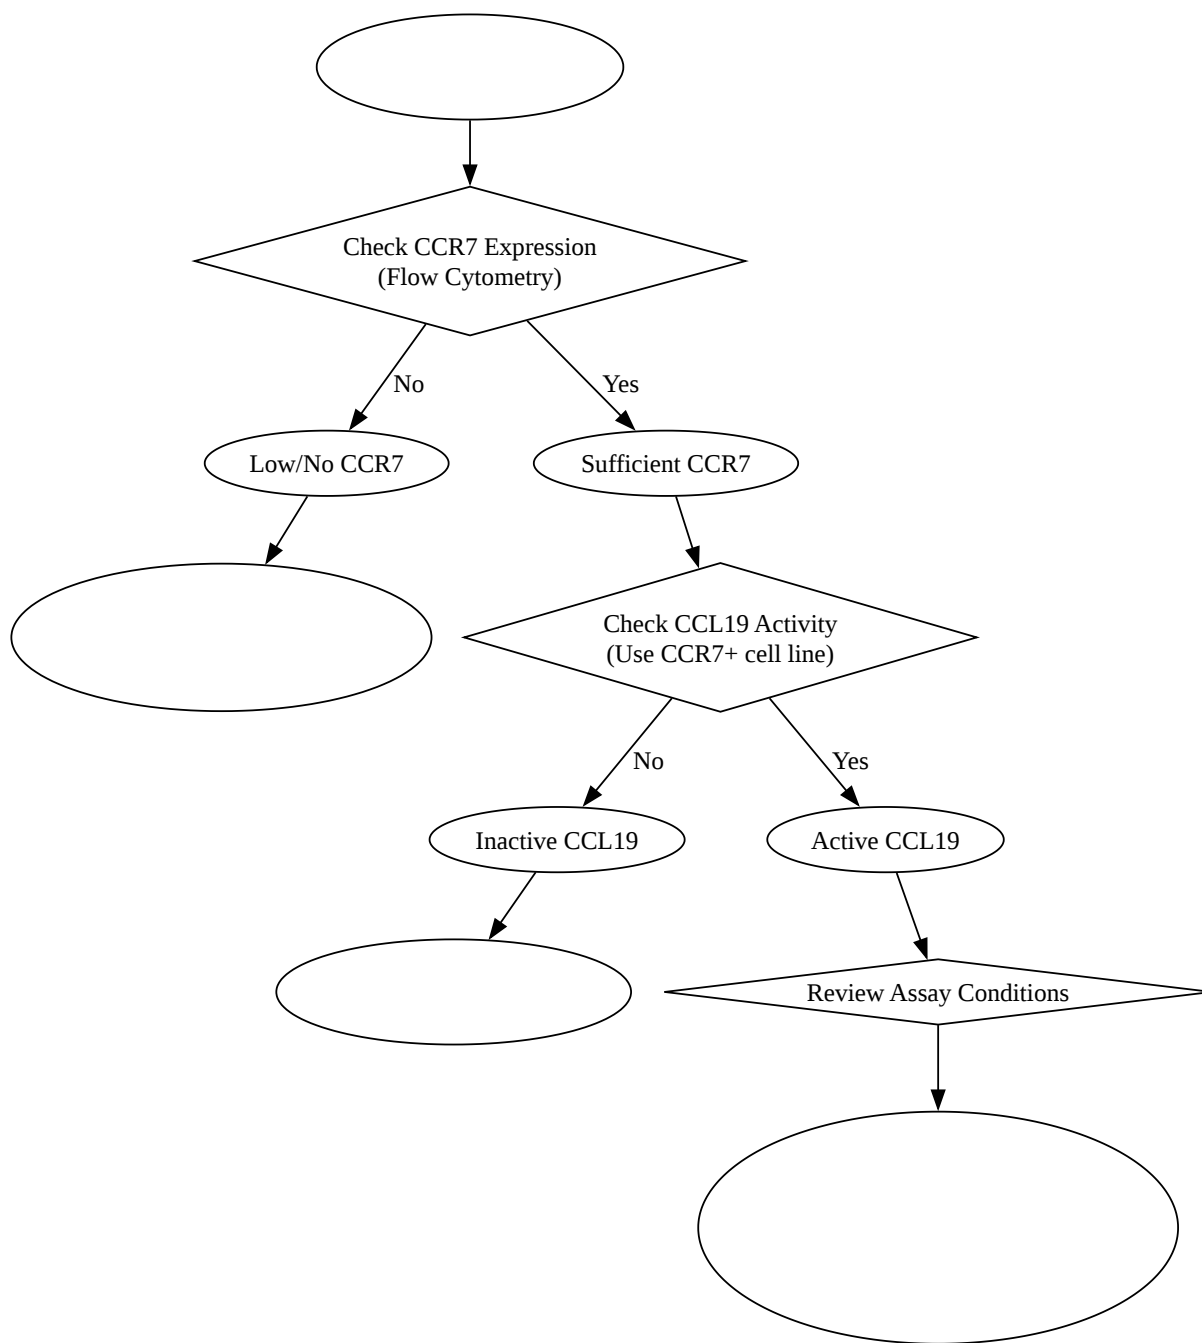 Check CCR7 Expression
(Flow Cytometry)
No
Yes
Low/No CCR7
Sufficient CCR7
Check CCL19 Activity
(Use CCR7+ cell line)
No
Yes
Inactive CCL19
Active CCL19
Review Assay Conditions